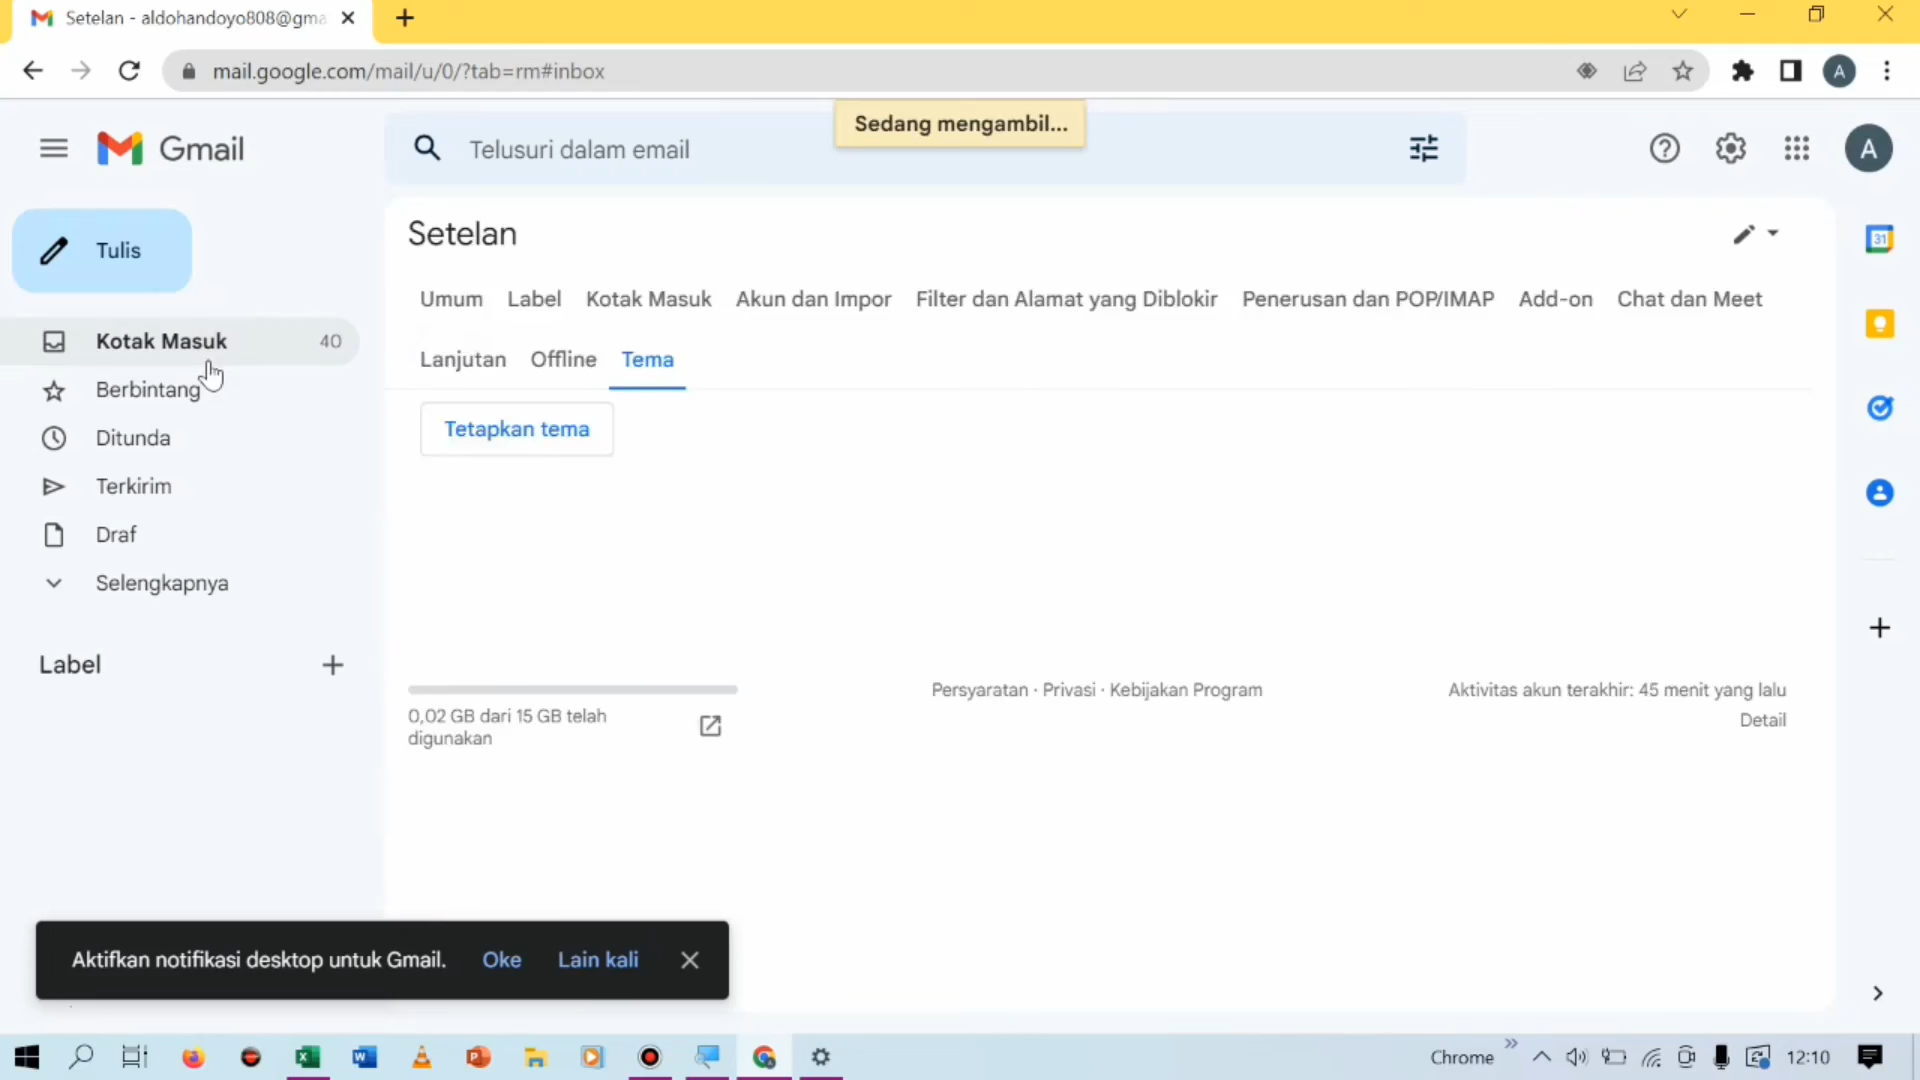 Setelan - aldohandoyo808@gma
mail.google.com/mail/u/0/?tab=rm#inbox
A
Sedang mengambil...
Gmail
Telusuri dalam email
A
Tulis
Setelan
31
Umum Label Kotak Masuk Akun dan Impor Filter dan Alamat yang Diblokir Penerusan dan POP/IMAP Add-on Chat dan Meet
Kotak Masuk 40
Lanjutan Offline Tema
Berbintang
Tetapkan tema
Ditunda
Terkirim
Draf
Selengkapnya
Label
0,02 GB dari 15 GB telah
digunakan
Persyaratan · Privasi · Kebijakan Program
Aktivitas akun terakhir: 45 menit yang lalu
Detail
Aktifkan notifikasi desktop untuk Gmail. Oke Lain kali
Chrome
12:10